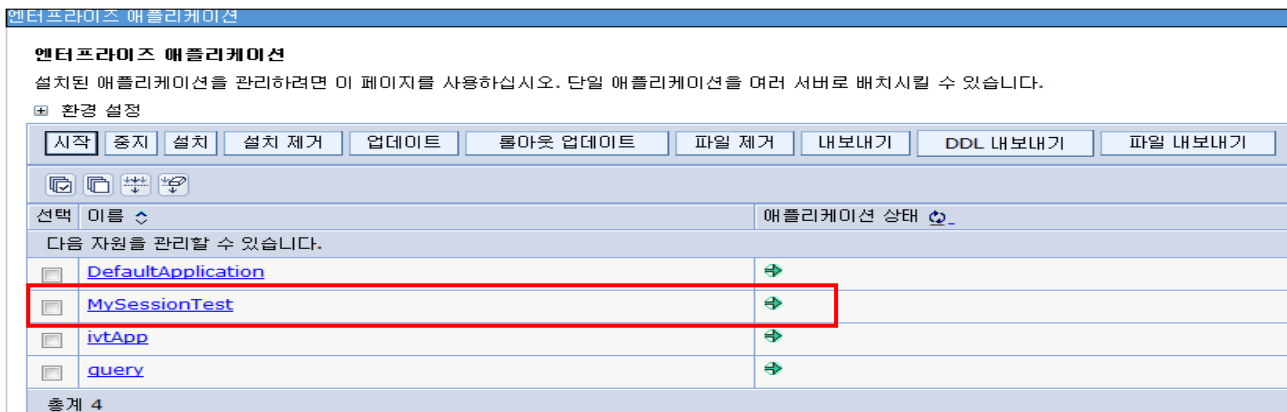 엔터프라이즈 애플리케이션
엔터프라이즈 애플리케이션
설치된 애플리케이션을 관리하려면 이 페이지를 사용하십시오. 단일 애플리케이션을 여러 서버로 배치시킬 수 있습니다.
환경 설정
시작 중지 설치 설치 제거 업데이트 롤아웃 업데이트 파일 제거 내보내기 DDL 내보내기 파일 내보내기
선택 이름 애플리케이션 상태
다음 자원을 관리할 수 있습니다.
DefaultApplication
MySessionTest
ivtApp
query
총계 4